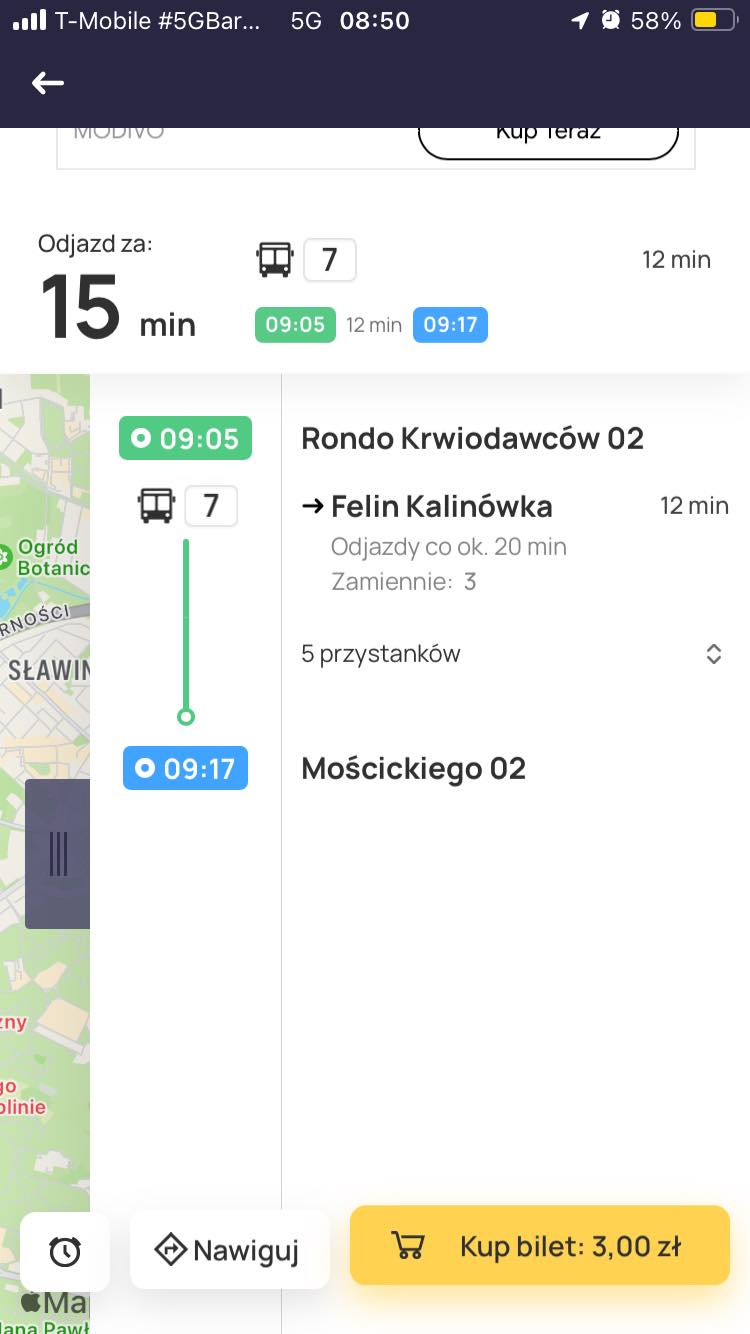 T-Mobile #5GBar... 5G 08:50 58%
MODIVO Kup Teraz
Odjazd za:
15 min
7 12 min
09:05 12 min 09:17
09:05 Rondo Krwiodawców 02
7 → Felin Kalinówka 12 min
Odjazdy co ok. 20 min
Zamiennie: 3
5 przystanków
09:17 Mościckiego 02
Ogród
Botanic
RNOŚCI
SŁAWIN
zny
go
olinie
Nawiguj
Kup bilet: 3,00 zł
Ma
lana Pawł